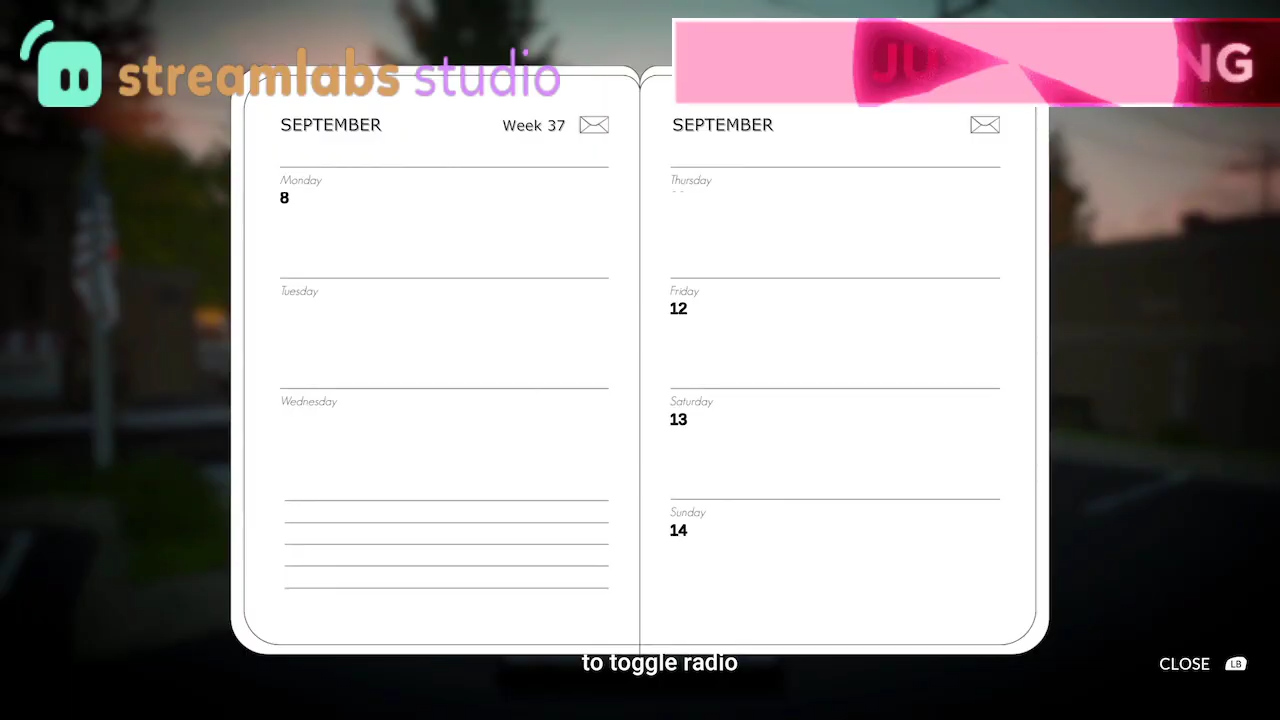 streamlabs studio
JUS NG
SEPTEMBER Week 37
Monday
8
Tuesday
Wednesday
SEPTEMBER
Thursday
Friday
12
Saturday
13
Sunday
14
to toggle radio
CLOSE LB